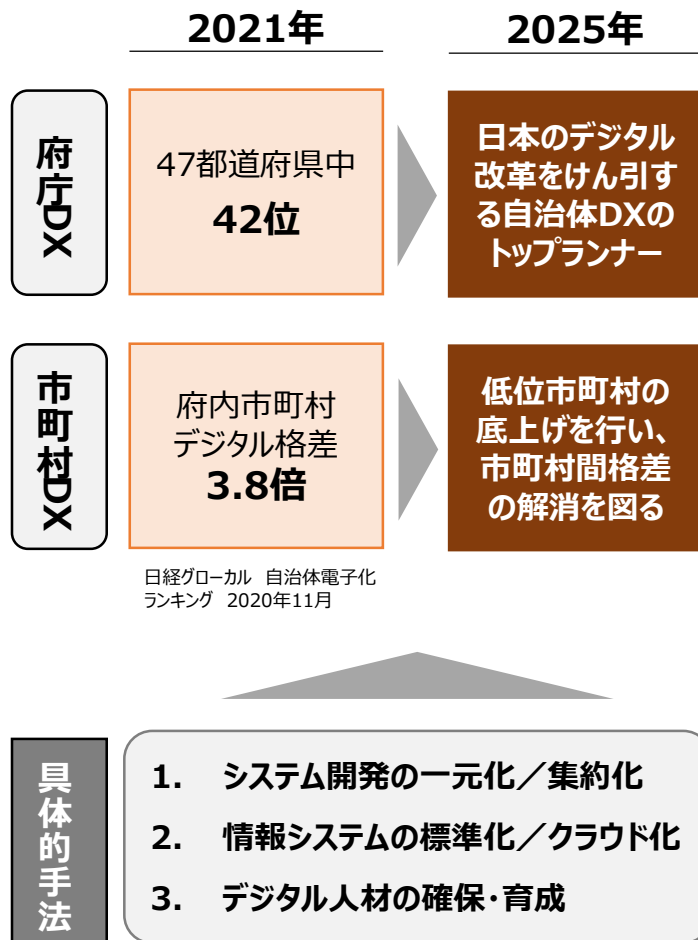 2021年
2025年
府庁DX
47都道府県中
42位
日本のデジタル
改革をけん引す
る自治体DXの
トップランナー
市町村DX
府内市町村
デジタル格差
3.8倍
低位市町村の
底上げを行い、
市町村間格差
の解消を図る
日経グローカル 自治体電子化
ランキング 2020年11月
具体的手法
1. システム開発の一元化／集約化
2. 情報システムの標準化／クラウド化
3. デジタル人材の確保・育成